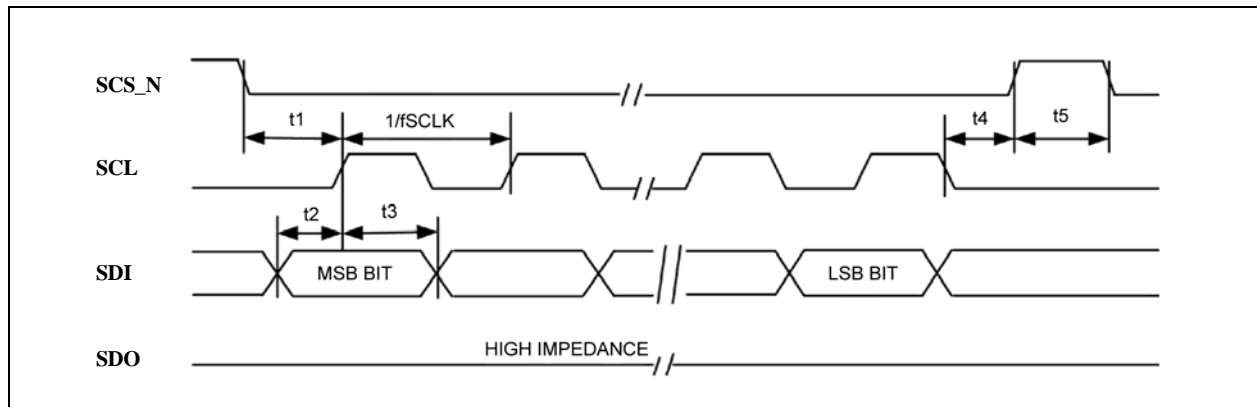 SCS_N
t1
1/fSCLK
t4
t5
SCL
t2
t3
SDI
MSB BIT
LSB BIT
SDO
HIGH IMPEDANCE